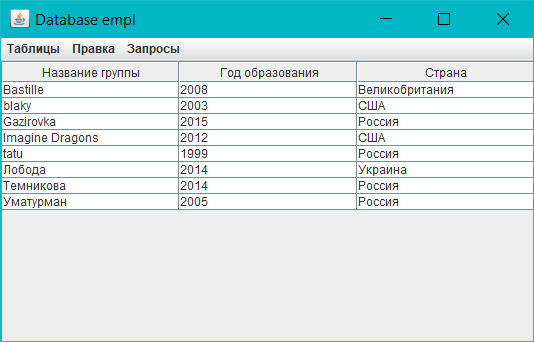 Database empl
Таблицы Правка Запросы
Название группы Год образования Страна
Bastille 2008 Великобритания
blaky 2003 США
Gazirovka 2015 Россия
Imagine Dragons 2012 США
tatu 1999 Россия
Лобода 2014 Украина
Темникова 2014 Россия
Уматурман 2005 Россия